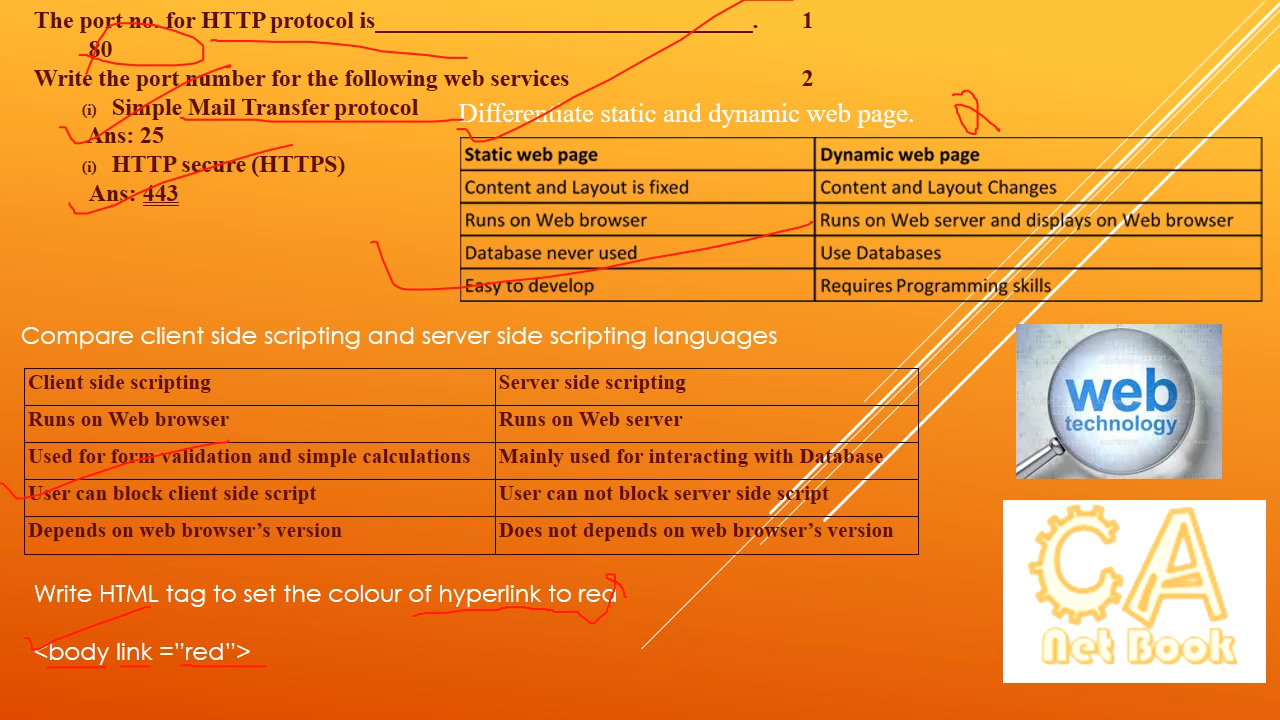 The port no. for HTTP protocol is____________________________. 1
80
Write the port number for the following web services 2
(i) Simple Mail Transfer protocol
Ans: 25
(i) HTTP secure (HTTPS)
Ans: 443
Differentiate static and dynamic web page. 2
Static web page Dynamic web page
Content and Layout is fixed Content and Layout Changes
Runs on Web browser Runs on Web server and displays on Web browser
Database never used Use Databases
Easy to develop Requires Programming skills
Compare client side scripting and server side scripting languages
Client side scripting Server side scripting
Runs on Web browser Runs on Web server
Used for form validation and simple calculations Mainly used for interacting with Database
User can block client side script User can not block server side script
Depends on web browser’s version Does not depends on web browser’s version
Write HTML tag to set the colour of hyperlink to red
<body link =”red”>
web
technology
CA
Net Book